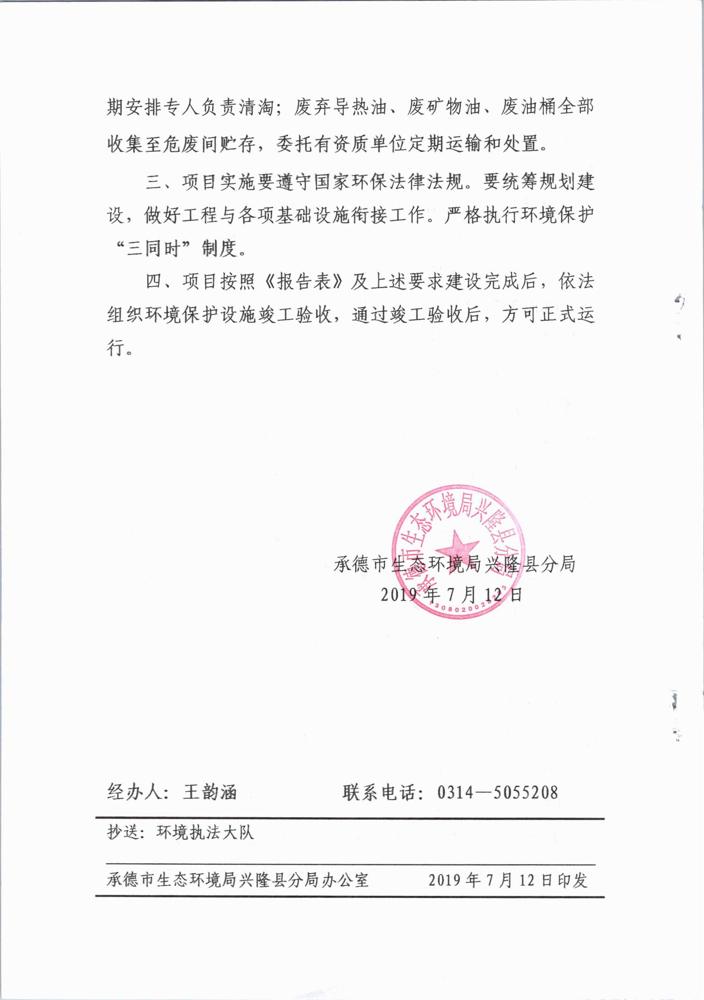 期安排专人负责清淘；废弃导热油、废矿物油、废油桶全部
收集至危废间贮存，委托有资质单位定期运输和处置。
三、项目实施要遵守国家环保法律法规。要统筹规划建
设，做好工程与各项基础设施衔接工作。严格执行环境保护
“三同时”制度。
四、项目按照《报告表》及上述要求建设完成后，依法
组织环境保护设施竣工验收，通过竣工验收后，方可正式运
行。
承德市生态环境局兴隆县分局
承德市生态环境局兴隆县分局
2019 年 7 月 12 日
经办人：王韵涵 联系电话：0314—5055208
抄送：环境执法大队
承德市生态环境局兴隆县分局办公室 2019 年 7 月 12 日印发